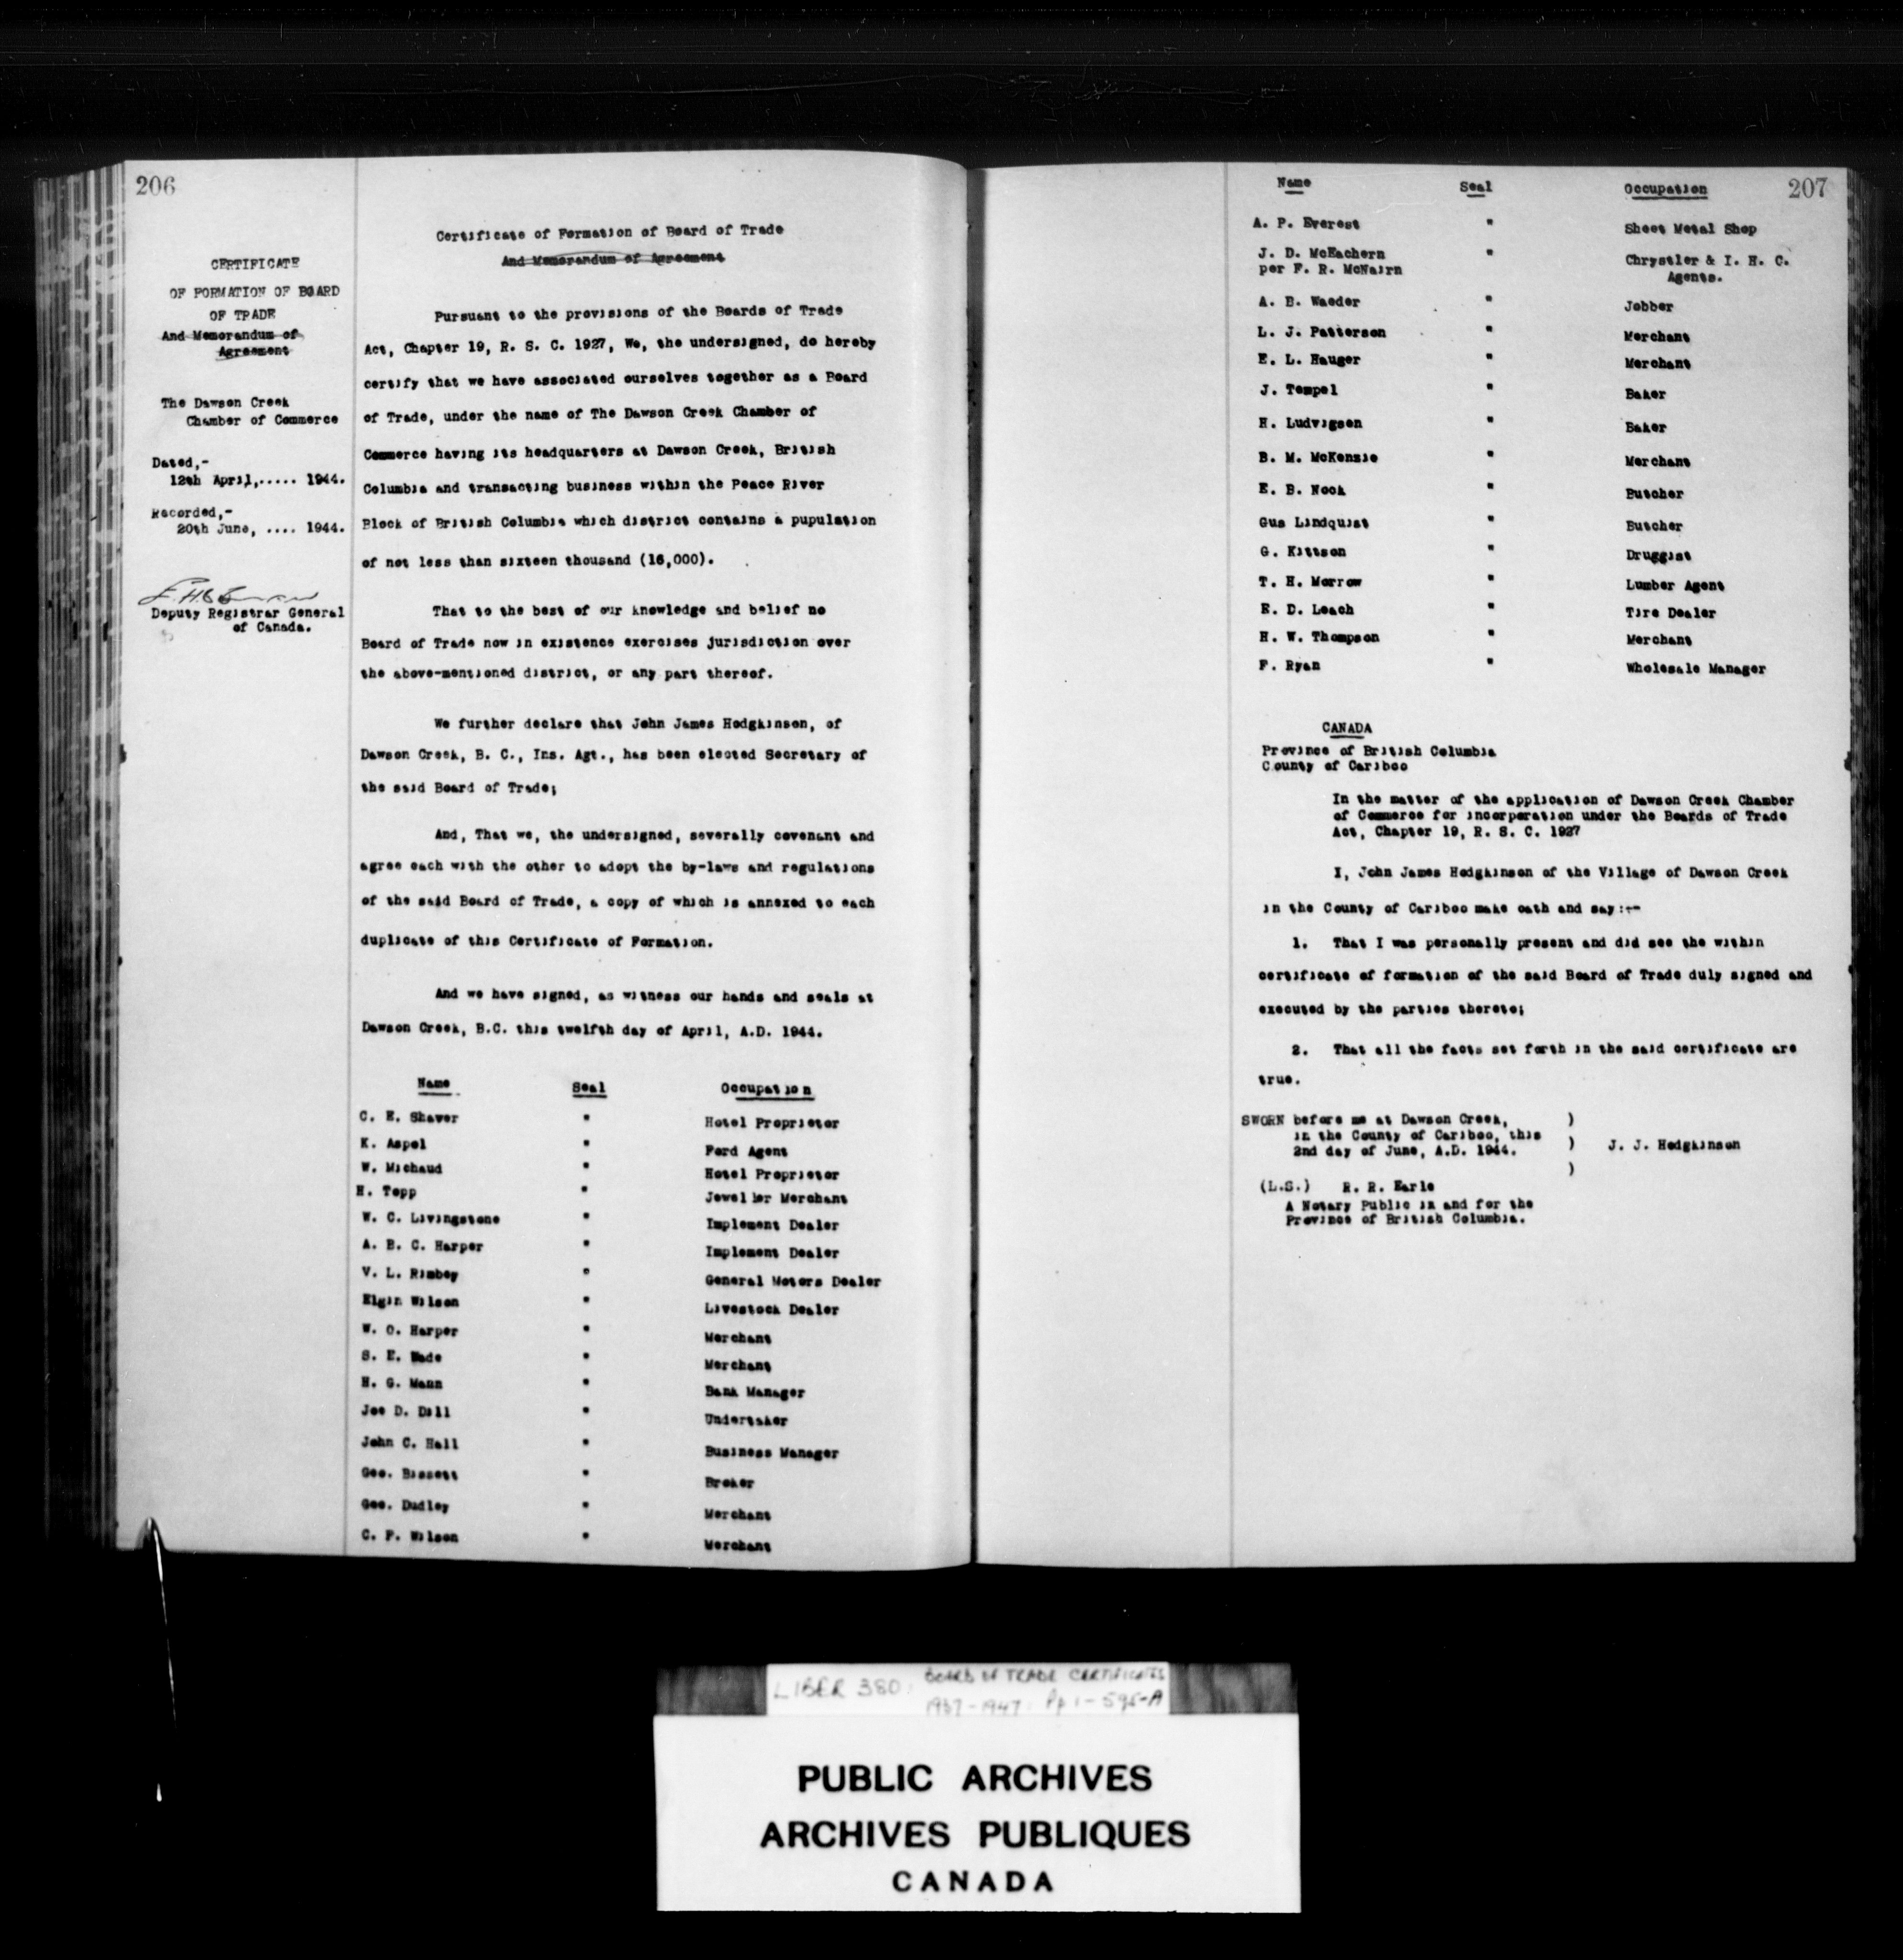 206
CERTIFICATE
OF FORMATION OF BOARD
OF TRADE
And Memorandum of
Agreement
The Dawson Creek
Chamber of Commerce
Dated,-
12th April,..... 1944.
Recorded,-
20th June, .... 1944.
Deputy Registrar General
of Canada.
Certificate of Formation of Board of Trade
And Memorandum of Agreement
Pursuant to the provisions of the Boards of Trade
Act, Chapter 19, R. S. C. 1927, We, the undersigned, do hereby
certify that we have associated ourselves together as a Board
of Trade, under the name of The Dawson Creek Chamber of
Commerce having its headquarters at Dawson Creek, British
Columbia and transacting business within the Peace River
Block of British Columbia which district contains a pupulation
of not less than sixteen thousand (16,000).
That to the best of our knowledge and belief no
Board of Trade now in existence exercises jurisdiction over
the above-mentioned district, or any part thereof.
We further declare that John James Hodgkinson, of
Dawson Creek, B. C., Ins. Agt., has been elected Secretary of
the said Board of Trade;
And, That we, the undersigned, severally covenant and
agree each with the other to adopt the by-laws and regulations
of the said Board of Trade, a copy of which is annexed to each
duplicate of this Certificate of Formation.
And we have signed, as witness our hands and seals at
Dawson Creek, B.C. this twelfth day of April, A.D. 1944.
Name Seal Occupation
C. E. Shaver " Hotel Proprietor
K. Aspol " Ford Agent
W. Michaud " Hotel Proprietor
H. Topp " Jeweller Merchant
W. C. Livingstone " Implement Dealer
A. B. C. Harper " Implement Dealer
V. L. Rimbey " General Motors Dealer
Elgin Wilson " Livestock Dealer
W. O. Harper " Merchant
S. E. Wade " Merchant
H. G. Mann " Bank Manager
Joe D. Dill " Undertaker
John C. Hall " Business Manager
Geo. Bissett " Broker
Geo. Dudley " Merchant
C. F. Wilson " Merchant
207
Name Seal Occupation
A. P. Everest " Sheet Metal Shop
J. D. McEachern " Chrystler & I. H. C.
per F. R. McNairn Agents.
A. B. Waeder " Jobber
L. J. Patterson " Merchant
E. L. Hauger " Merchant
J. Tempel " Baker
H. Ludvigson " Baker
B. M. McKenzie " Merchant
E. B. Nook " Butcher
Gus Lindquist " Butcher
G. Kittson " Druggist
T. H. Morrow " Lumber Agent
R. D. Leach " Tire Dealer
H. W. Thompson " Merchant
F. Ryan " Wholesale Manager
CANADA
Province of British Columbia
County of Cariboo
In the matter of the application of Dawson Creek Chamber
of Commerce for incorporation under the Boards of Trade
Act, Chapter 19, R. S. C. 1927
I, John James Hodgkinson of the Village of Dawson Creek
in the County of Cariboo make oath and say:--
1. That I was personally present and did see the within
certificate of formation of the said Board of Trade duly signed and
executed by the parties thereto;
2. That all the facts set forth in the said certificate are
true.
SWORN before me at Dawson Creek, )
in the County of Cariboo, this ) J. J. Hodgkinson
2nd day of June, A.D. 1944.
)
(L.S.) R. R. Earle
A Notary Public in and for the
Province of British Columbia.
LIBER 380: BOARD OF TRADE CERTIFICATES
1937-1947: Pp 1-595-A
PUBLIC ARCHIVES
ARCHIVES PUBLIQUES
CANADA